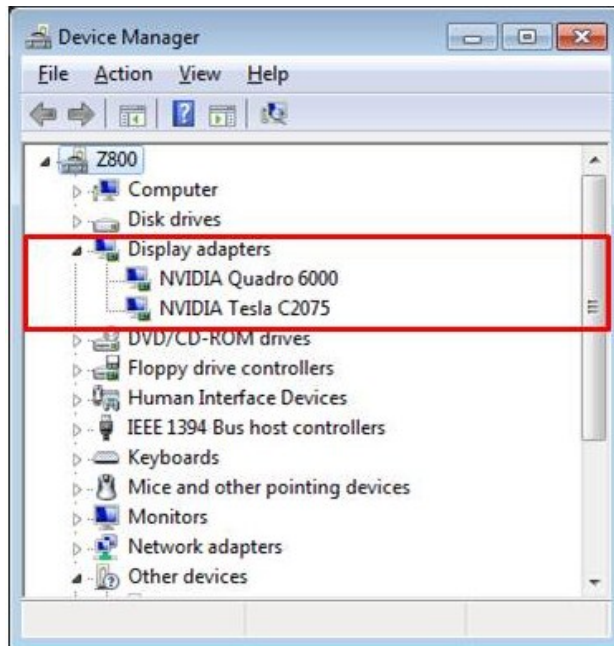 Device Manager
File Action View Help
Z800
Computer
Disk drives
Display adapters
NVIDIA Quadro 6000
NVIDIA Tesla C2075
DVD/CD-ROM drives
Floppy drive controllers
Human Interface Devices
IEEE 1394 Bus host controllers
Keyboards
Mice and other pointing devices
Monitors
Network adapters
Other devices